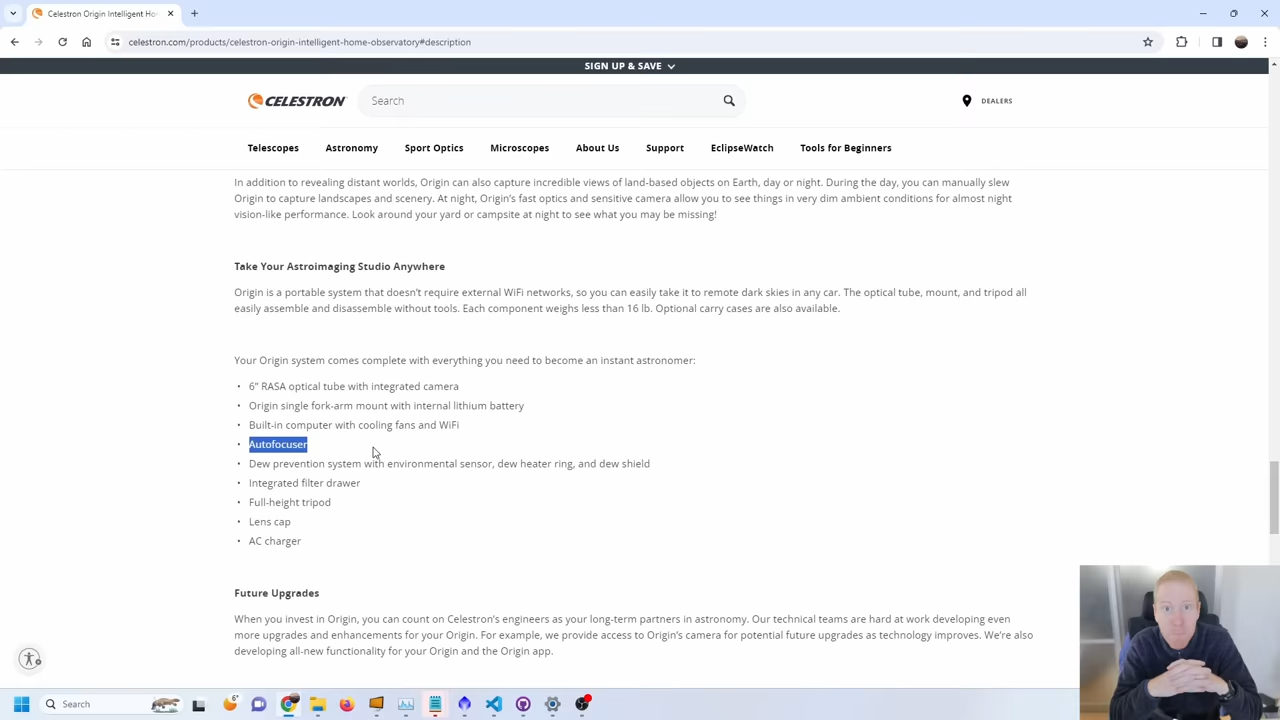 Celestron Origin Intelligent Ho
celestron.com/products/celestron-origin-intelligent-home-observatory#description
SIGN UP & SAVE
CELESTRON
Search
DEALERS
Telescopes Astronomy Sport Optics Microscopes About Us Support EclipseWatch Tools for Beginners
In addition to revealing distant worlds, Origin can also capture incredible views of land-based objects on Earth, day or night. During the day, you can manually slew
Origin to capture landscapes and scenery. At night, Origin's fast optics and sensitive camera allow you to see things in very dim ambient conditions for almost night
vision-like performance. Look around your yard or campsite at night to see what you may be missing!
Take Your Astroimaging Studio Anywhere
Origin is a portable system that doesn't require external WiFi networks, so you can easily take it to remote dark skies in any car. The optical tube, mount, and tripod all
easily assemble and disassemble without tools. Each component weighs less than 16 lb. Optional carry cases are also available.
Your Origin system comes complete with everything you need to become an instant astronomer:
• 6" RASA optical tube with integrated camera
• Origin single fork-arm mount with internal lithium battery
• Built-in computer with cooling fans and WiFi
• Autofocuser
• Dew prevention system with environmental sensor, dew heater ring, and dew shield
• Integrated filter drawer
• Full-height tripod
• Lens cap
• AC charger
Future Upgrades
When you invest in Origin, you can count on Celestron's engineers as your long-term partners in astronomy. Our technical teams are hard at work developing even
more upgrades and enhancements for your Origin. For example, we provide access to Origin's camera for potential future upgrades as technology improves. We're also
developing all-new functionality for your Origin and the Origin app.
Search
6°